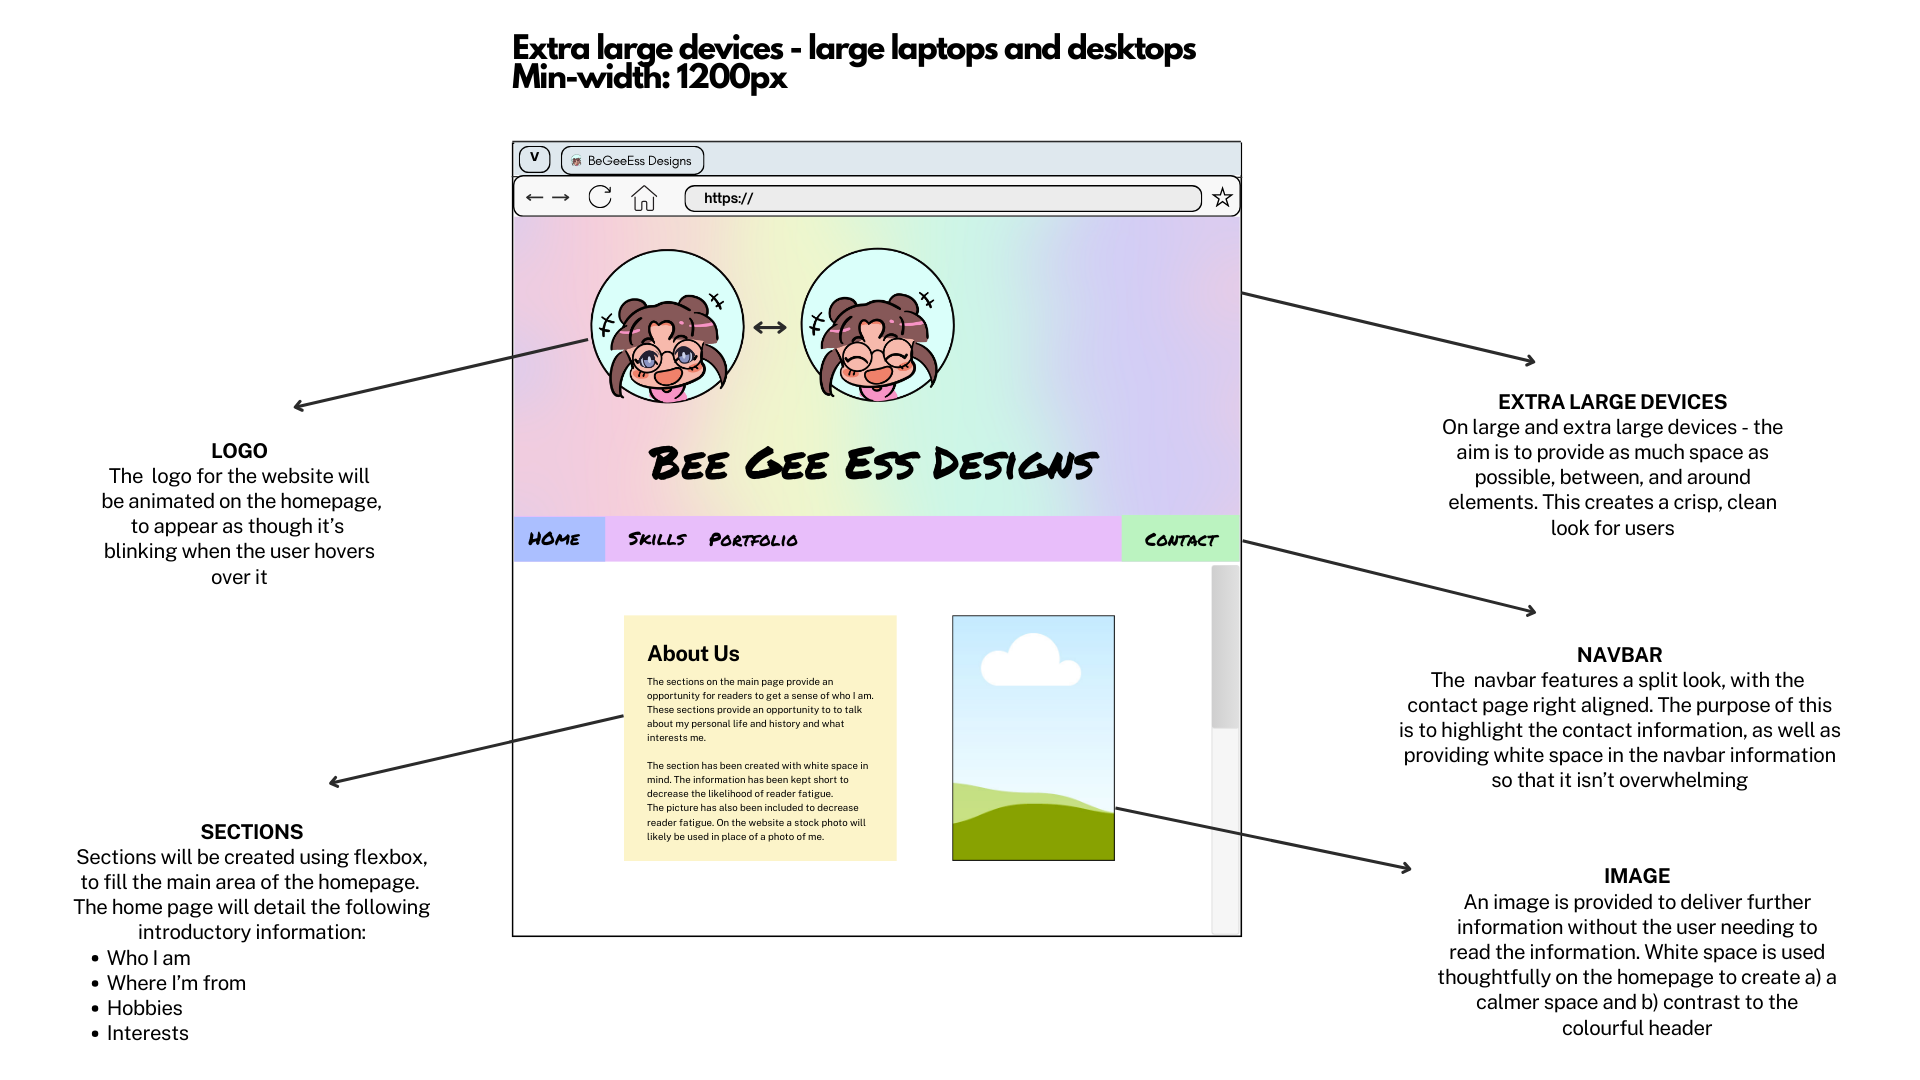 Extra large devices - large laptops and desktops
Min-width: 1200px
V
BeGeeEss Designs
https://
BEE GEE ESS DESIGNS
HOME
SKILLS
PORTFOLIO
CONTACT
About Us
The sections on the main page provide an
opportunity for readers to get a sense of who I am.
These sections provide an opportunity to to talk
about my personal life and history and what
interests me.
The section has been created with white space in
mind. The information has been kept short to
decrease the likelihood of reader fatigue.
The picture has also been included to decrease
reader fatigue. On the website a stock photo will
likely be used in place of a photo of me.
LOGO
The  logo for the website will
be animated on the homepage,
to appear as though it’s
blinking when the user hovers
over it
SECTIONS
Sections will be created using flexbox,
to fill the main area of the homepage.
The home page will detail the following
introductory information:
• Who I am
• Where I’m from
• Hobbies
• Interests
EXTRA LARGE DEVICES
On large and extra large devices - the
aim is to provide as much space as
possible, between, and around
elements. This creates a crisp, clean
look for users
NAVBAR
The  navbar features a split look, with the
contact page right aligned. The purpose of this
is to highlight the contact information, as well as
providing white space in the navbar information
so that it isn’t overwhelming
IMAGE
An image is provided to deliver further
information without the user needing to
read the information. White space is used
thoughtfully on the homepage to create a) a
calmer space and b) contrast to the
colourful header